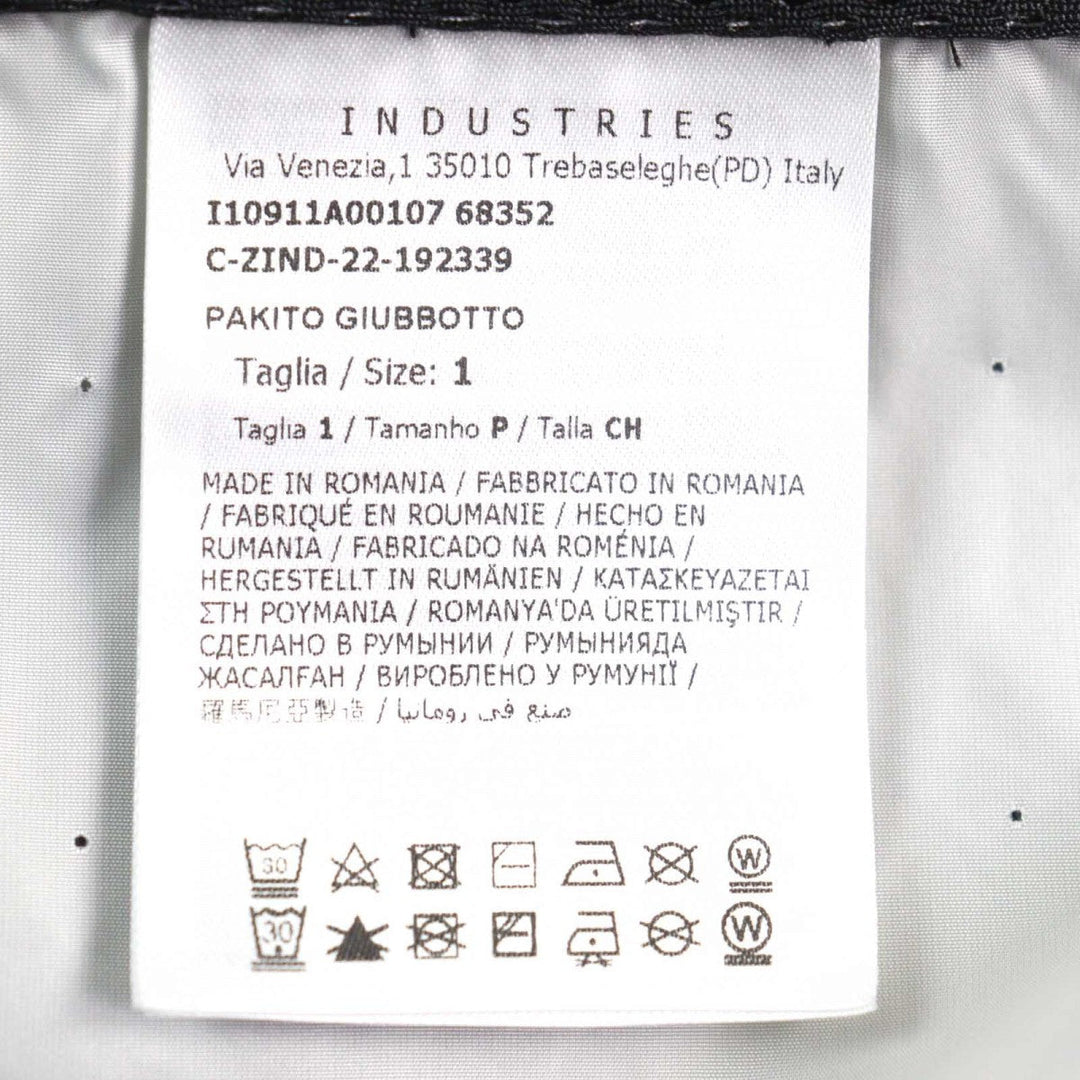 INDUSTRIES
Via Venezia,1 35010 Trebaseleghe(PD) Italy
I10911A00107 68352
C-ZIND-22-192339
PAKITO GIUBBOTTO
Taglia / Size: 1
Taglia 1 / Tamanho P / Talla CH
MADE IN ROMANIA / FABBRICATO IN ROMANIA
/ FABRIQUÉ EN ROUMANIE / HECHO EN
RUMANIA / FABRICADO NA ROMÉNIA /
HERGESTELLT IN RUMÄNIEN / ΚΑΤΑΣΚΕΥΑΖΕΤΑΙ
ΣΤΗ ΡΟΥΜΑΝΙΑ / ROMANYA'DA ÜRETILMIŞTIR /
СДЕЛАНО В РУМЫНИИ / РУМЫНИЯДА
ЖАСАЛҒАН / ВИРОБЛЕНО У РУМУНІЇ /
羅馬尼亞製造 / صنع في رومانيا
30 W
30 W